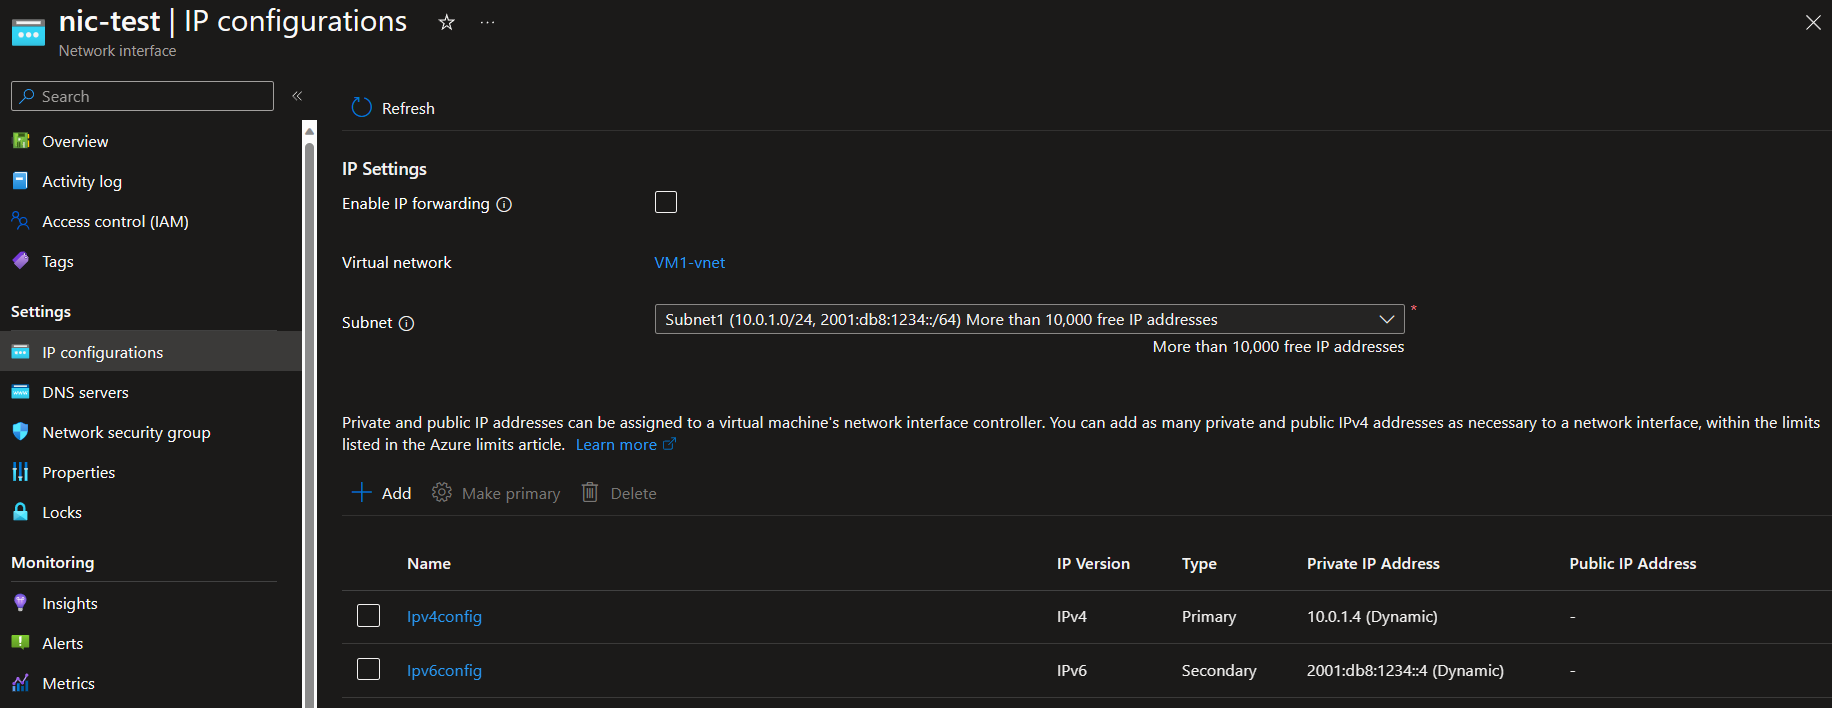 nic-test | IP configurations
Network interface
Search
Overview
Activity log
Access control (IAM)
Tags
Settings
IP configurations
DNS servers
Network security group
Properties
Locks
Monitoring
Insights
Alerts
Metrics
Refresh
IP Settings
Enable IP forwarding
Virtual network VM1-vnet
Subnet Subnet1 (10.0.1.0/24, 2001:db8:1234::/64) More than 10,000 free IP addresses *
More than 10,000 free IP addresses
Private and public IP addresses can be assigned to a virtual machine's network interface controller. You can add as many private and public IPv4 addresses as necessary to a network interface, within the limits
listed in the Azure limits article. Learn more
Add Make primary Delete
Name IP Version Type Private IP Address Public IP Address
Ipv4config IPv4 Primary 10.0.1.4 (Dynamic) -
Ipv6config IPv6 Secondary 2001:db8:1234::4 (Dynamic) -